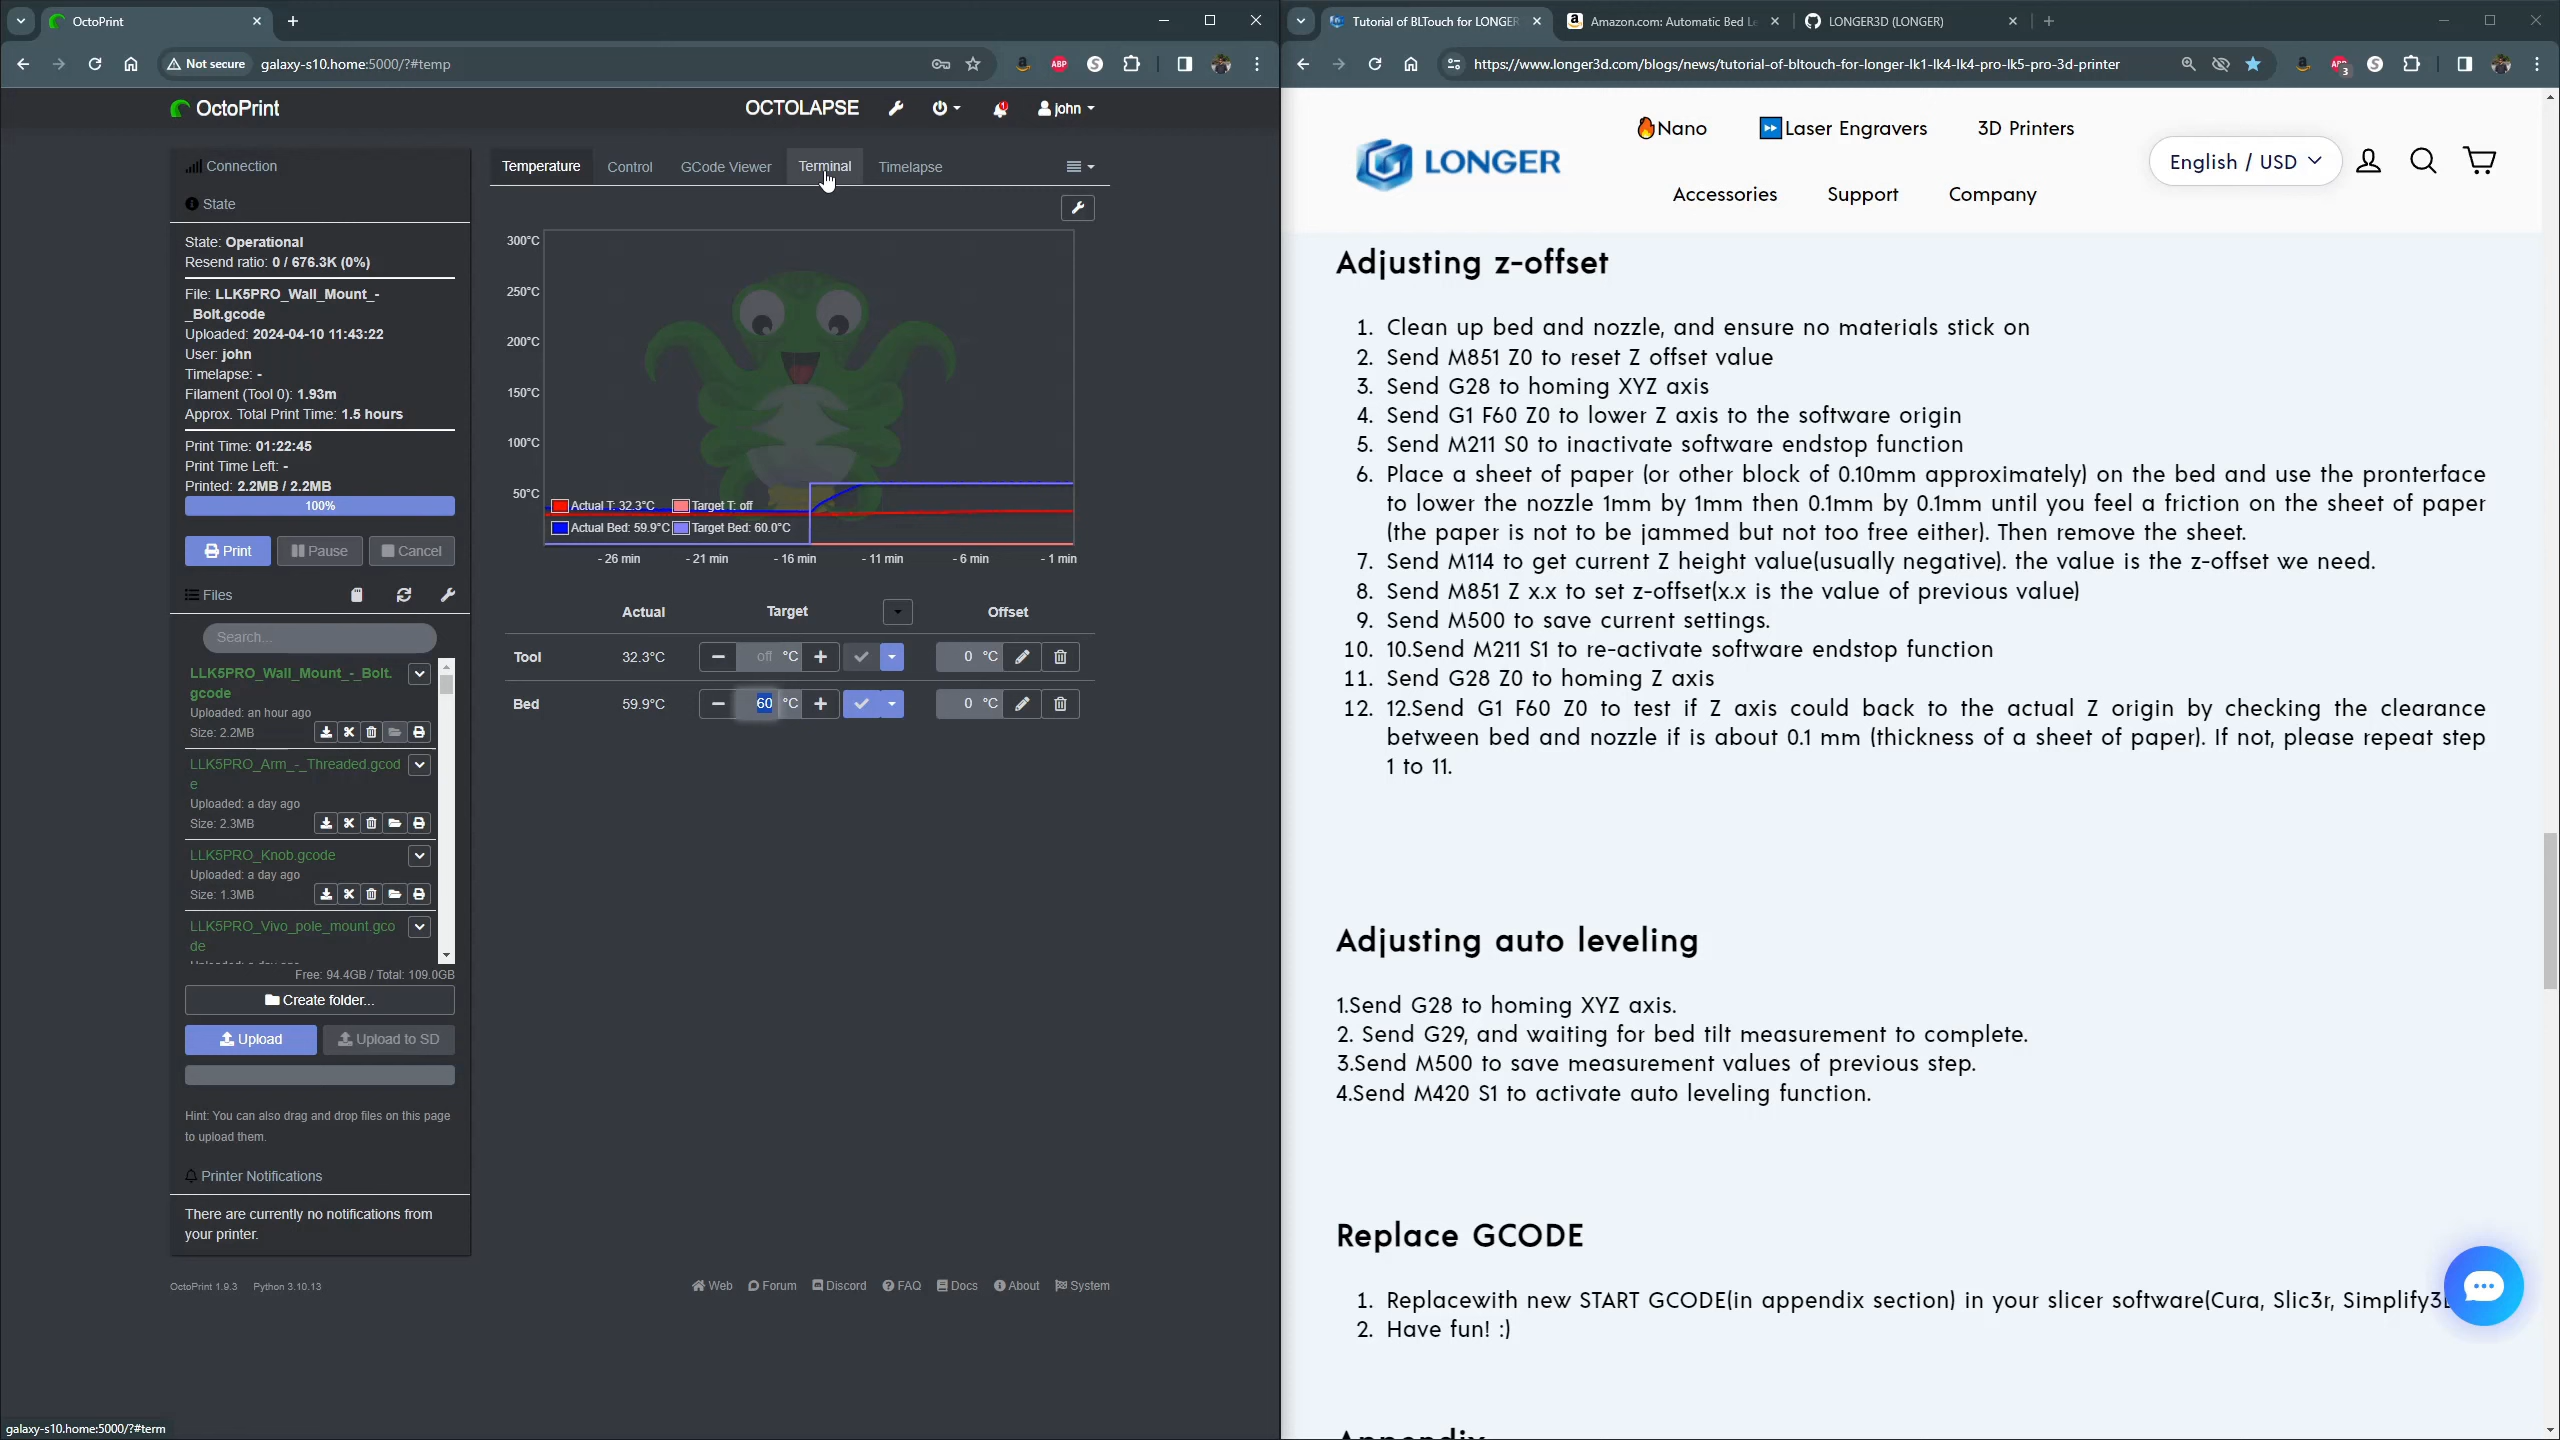 OctoPrint
Not secure
galaxy-s10.home:5000/?#temp
ABP
OctoPrint
OCTOLAPSE
1
john
Connection
State
State: Operational
Resend ratio: 0 / 676.3K (0%)
File: LLK5PRO_Wall_Mount_-
_Bolt.gcode
Uploaded: 2024-04-10 11:43:22
User: john
Timelapse: -
Filament (Tool 0): 1.93m
Approx. Total Print Time: 1.5 hours
Print Time: 01:22:45
Print Time Left: -
Printed: 2.2MB / 2.2MB
100%
Print
Pause
Cancel
Files
Search...
LLK5PRO_Wall_Mount_-_Bolt.
gcode
Uploaded: an hour ago
Size: 2.2MB
LLK5PRO_Arm_-_Threaded.gcod
e
Uploaded: a day ago
Size: 2.3MB
LLK5PRO_Knob.gcode
Uploaded: a day ago
Size: 1.3MB
LLK5PRO_Vivo_pole_mount.gco
de
Free: 94.4GB / Total: 109.0GB
Create folder...
Upload
Upload to SD
Hint: You can also drag and drop files on this page
to upload them.
Printer Notifications
There are currently no notifications from
your printer.
OctoPrint 1.9.3 Python 3.10.13
Temperature
Control
GCode Viewer
Terminal
Timelapse
300°C
250°C
200°C
150°C
100°C
50°C
Actual T: 32.3°C
Target T: off
Actual Bed: 59.9°C
Target Bed: 60.0°C
- 26 min
- 21 min
- 16 min
- 11 min
- 6 min
- 1 min
Actual
Target
Offset
Tool
32.3°C
off °C
0 °C
Bed
59.9°C
60 °C
0 °C
Web
Forum
Discord
FAQ
Docs
About
System
galaxy-s10.home:5000/?#term
Tutorial of BLTouch for LONGER
Amazon.com: Automatic Bed Le
LONGER3D (LONGER)
https://www.longer3d.com/blogs/news/tutorial-of-bltouch-for-longer-lk1-lk4-lk4-pro-lk5-pro-3d-printer
3
LONGER
Nano
Laser Engravers
3D Printers
Accessories
Support
Company
English / USD
Adjusting z-offset
1. Clean up bed and nozzle, and ensure no materials stick on
2. Send M851 Z0 to reset Z offset value
3. Send G28 to homing XYZ axis
4. Send G1 F60 Z0 to lower Z axis to the software origin
5. Send M211 S0 to inactivate software endstop function
6. Place a sheet of paper (or other block of 0.10mm approximately) on the bed and use the pronterface
to lower the nozzle 1mm by 1mm then 0.1mm by 0.1mm until you feel a friction on the sheet of paper
(the paper is not to be jammed but not too free either). Then remove the sheet.
7. Send M114 to get current Z height value(usually negative). the value is the z-offset we need.
8. Send M851 Z x.x to set z-offset(x.x is the value of previous value)
9. Send M500 to save current settings.
10. 10.Send M211 S1 to re-activate software endstop function
11. Send G28 Z0 to homing Z axis
12. 12.Send G1 F60 Z0 to test if Z axis could back to the actual Z origin by checking the clearance
between bed and nozzle if is about 0.1 mm (thickness of a sheet of paper). If not, please repeat step
1 to 11.
Adjusting auto leveling
1.Send G28 to homing XYZ axis.
2. Send G29, and waiting for bed tilt measurement to complete.
3.Send M500 to save measurement values of previous step.
4.Send M420 S1 to activate auto leveling function.
Replace GCODE
1. Replacewith new START GCODE(in appendix section) in your slicer software(Cura, Slic3r, Simplify3
2. Have fun! :)